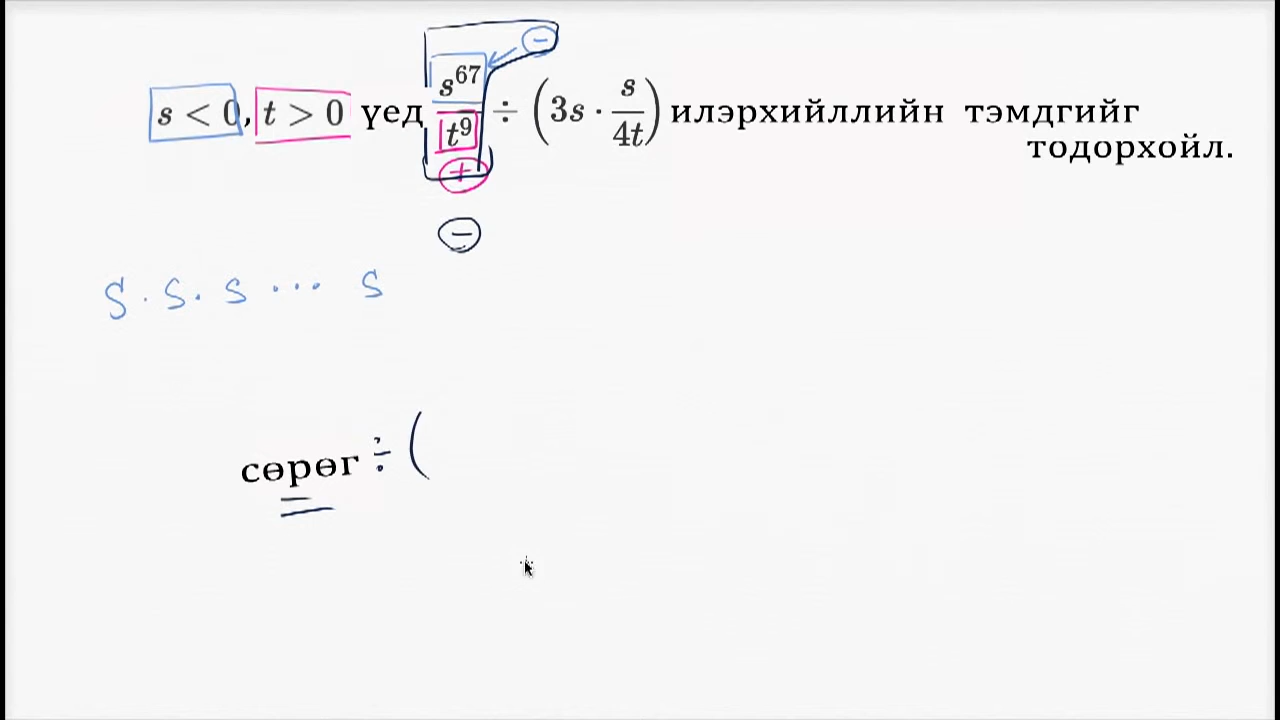 s < 0, t > 0 үед s^67/t^9 ÷ (3s · s/4t) илэрхийллийн тэмдгийг
тодорхойл.
−
+
−
s · s · s ··· s
сөрөг ÷ (